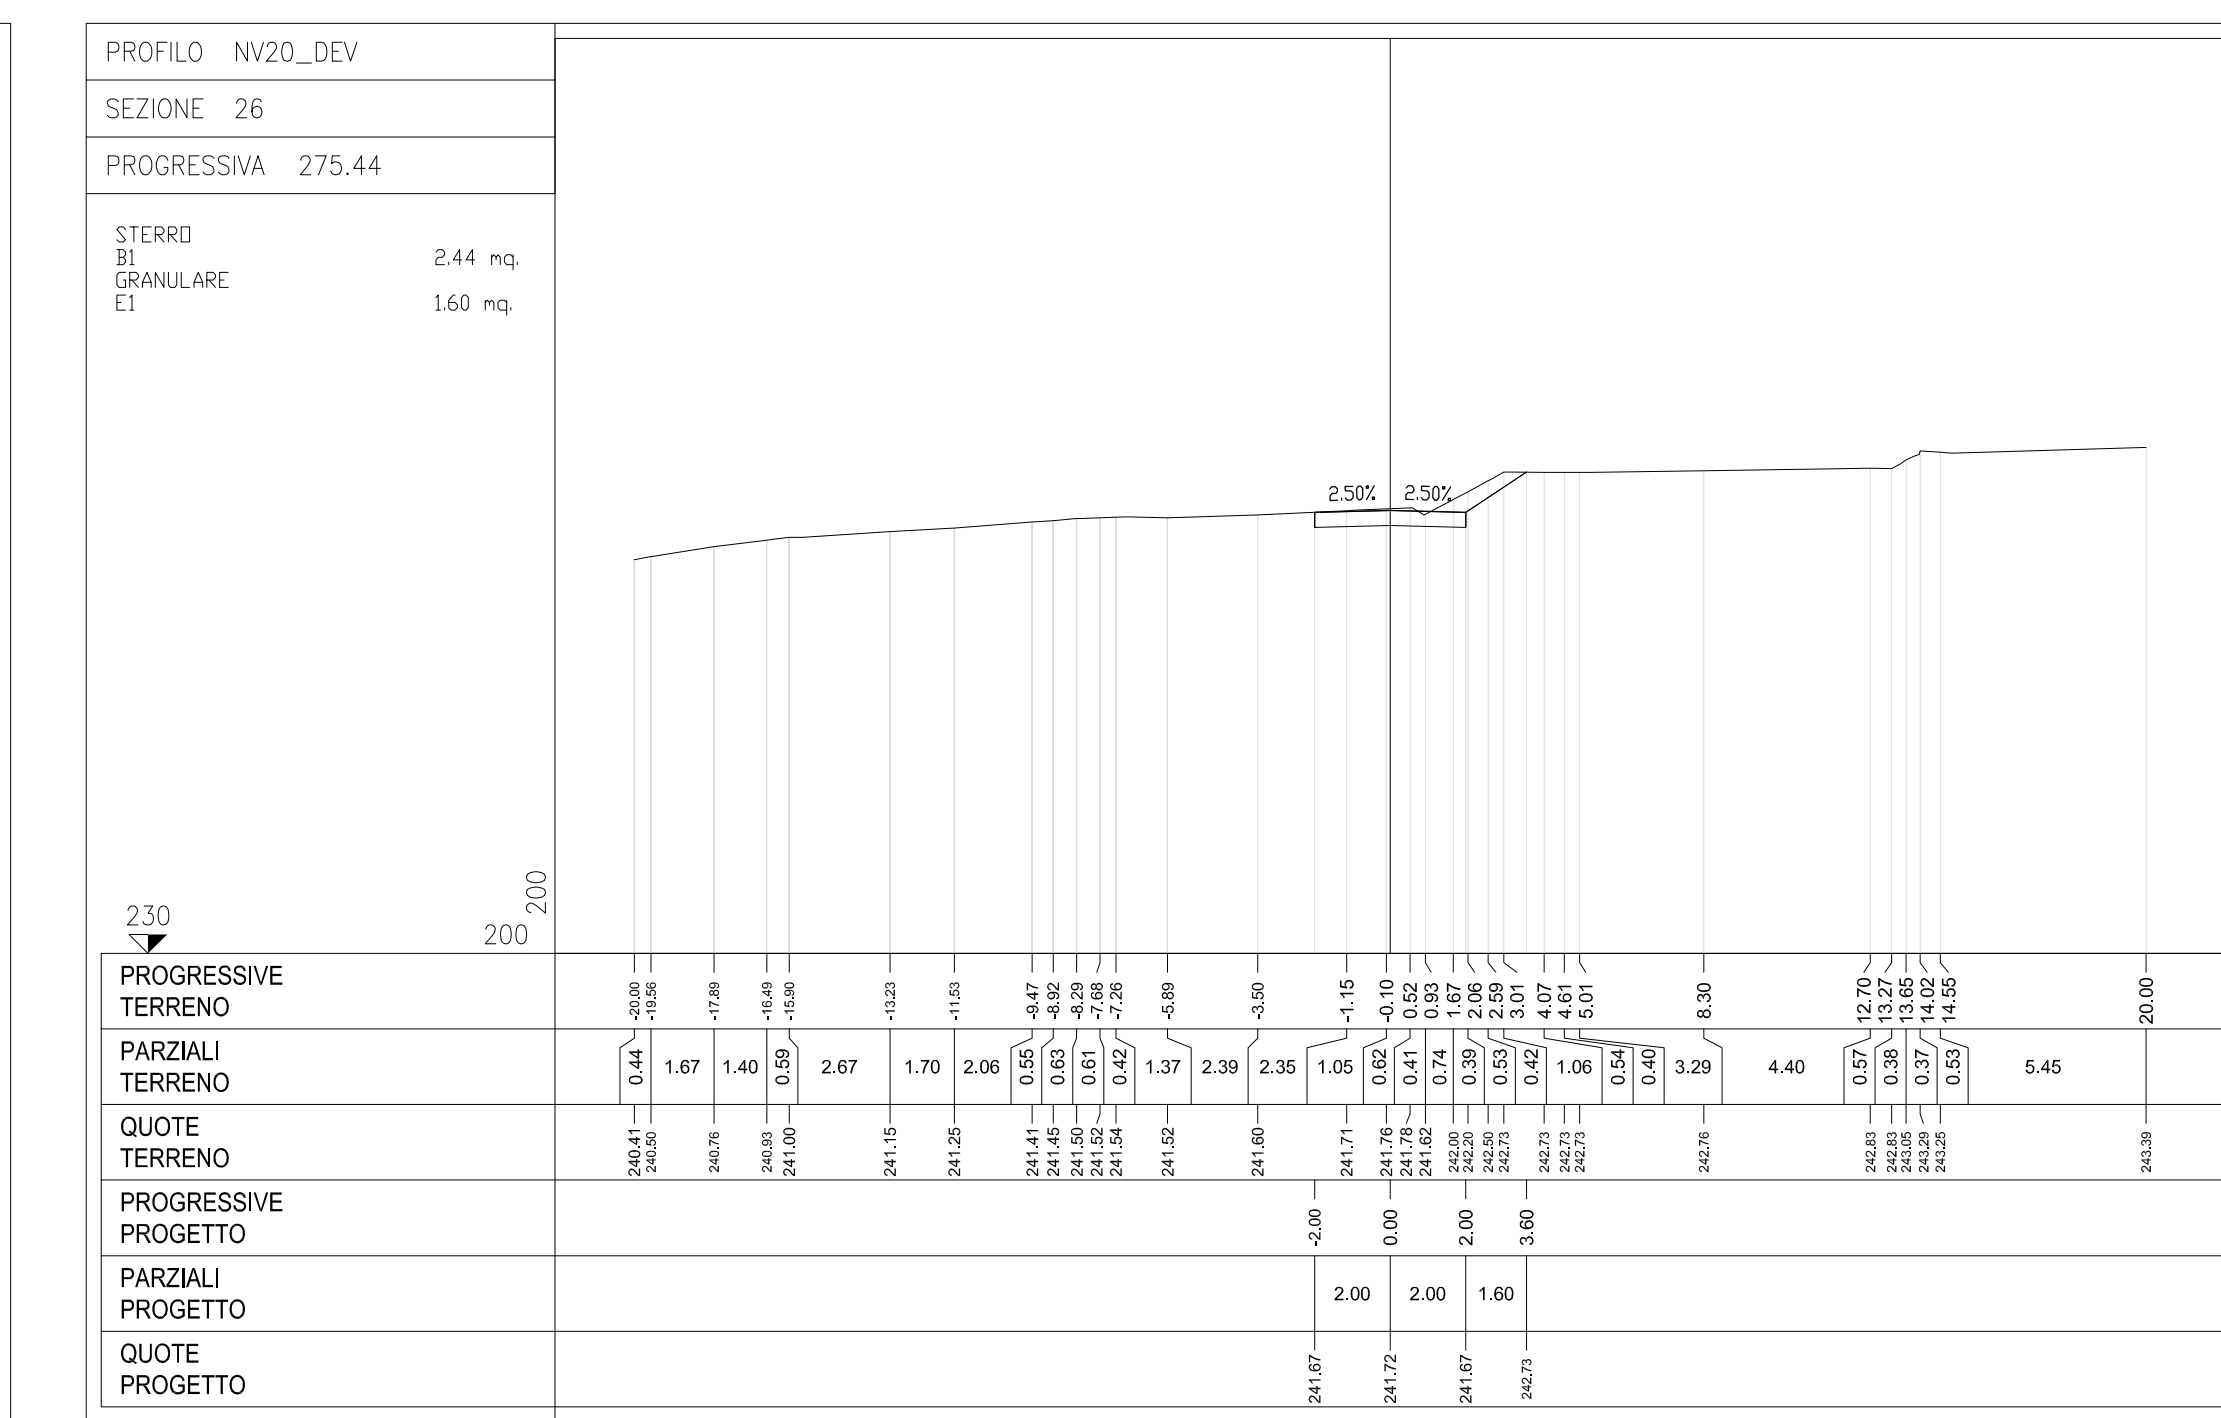 PROFILO NV20_DEV
SEZIONE 26
PROGRESSIVA 275.44
STERRO
B1 2.44 mq.
GRANULARE
E1 1.60 mq.
2.50% 2.50%
200
230
200
PROGRESSIVE
TERRENO
-20.00 -19.56 -17.89 -16.49 -15.90 -13.23 -11.53 -9.47 -8.92 -8.29 -7.68 -7.26 -5.89 -3.50 -1.15 -0.10 0.52 0.93 1.67 2.06 2.59 3.01 4.07 4.61 5.01 8.30 12.70 13.27 13.65 14.02 14.55 20.00
PARZIALI
TERRENO
0.44 1.67 1.40 0.59 2.67 1.70 2.06 0.55 0.63 0.61 0.42 1.37 2.39 2.35 1.05 0.62 0.41 0.74 0.39 0.53 0.42 1.06 0.54 0.40 3.29 4.40 0.57 0.38 0.37 0.53 5.45
QUOTE
TERRENO
240.41 240.50 240.76 240.93 241.00 241.15 241.25 241.41 241.45 241.50 241.52 241.54 241.52 241.60 241.71 241.76 241.78 241.62 242.00 242.20 242.50 242.73 242.73 242.73 242.73 242.76 242.83 242.83 243.05 243.29 243.25 243.39
PROGRESSIVE
PROGETTO
-2.00 0.00 2.00 3.60
PARZIALI
PROGETTO
2.00 2.00 1.60
QUOTE
PROGETTO
241.67 241.72 241.67 242.73